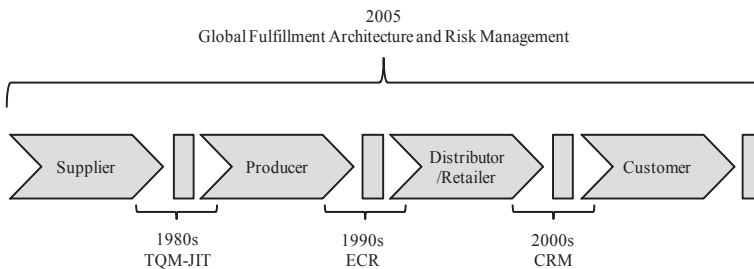 2005
Global Fulfillment Architecture and Risk Management
Supplier
Producer
Distributor
/Retailer
Customer
1980s
TQM-JIT
1990s
ECR
2000s
CRM